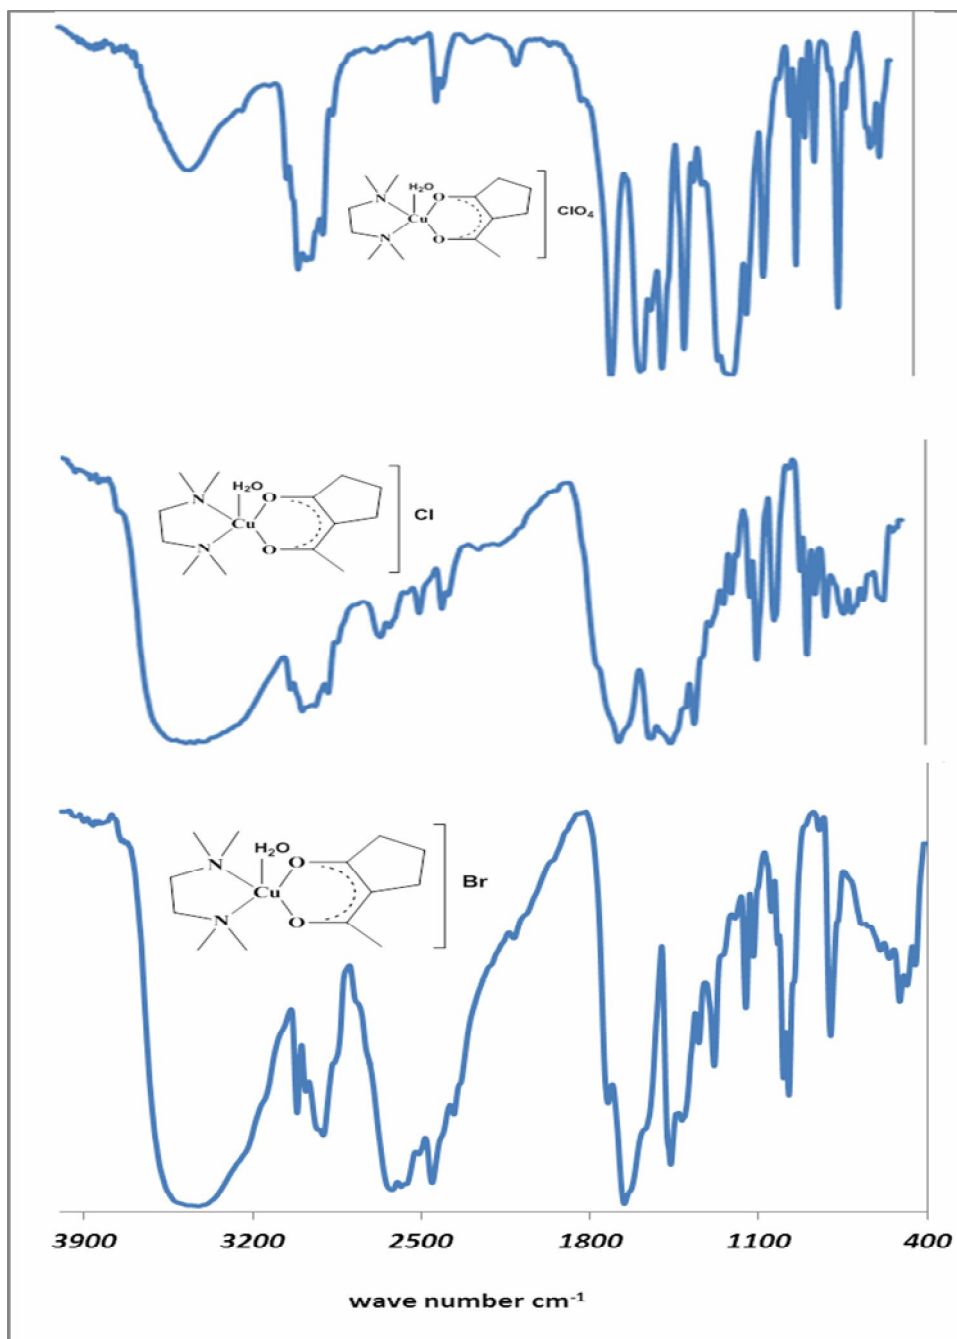 N
N
H₂O
Cu
O
O
ClO₄
N
N
H₂O
Cu
O
O
Cl
N
N
H₂O
Cu
O
O
Br
3900 3200 2500 1800 1100 400
wave number cm⁻¹